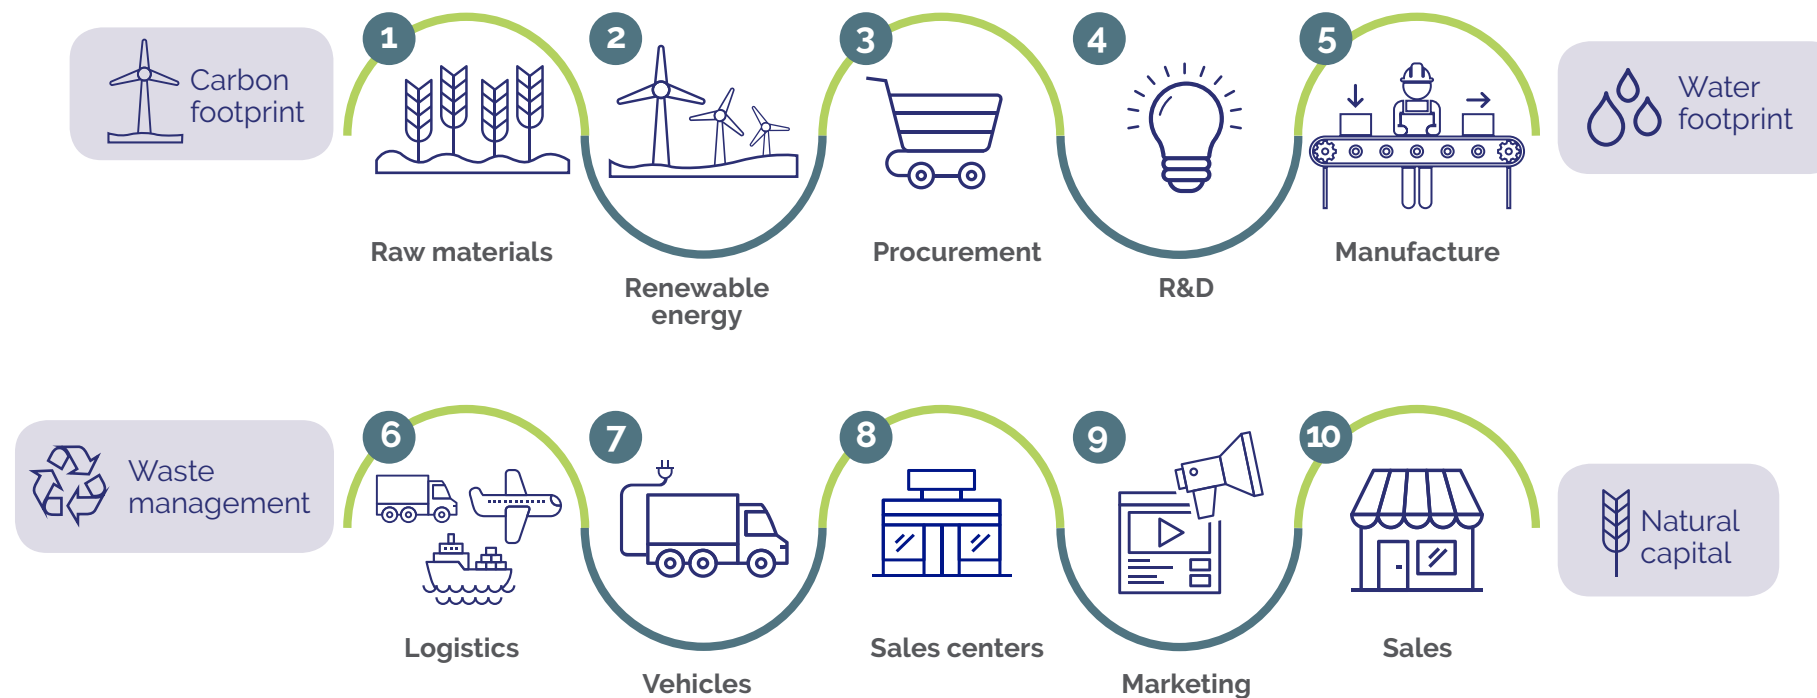 Carbon
footprint
1
2
3
4
5
Water
footprint
Raw materials
Renewable
energy
Procurement
R&D
Manufacture
Waste
management
6
7
8
9
10
Natural
capital
Logistics
Vehicles
Sales centers
Marketing
Sales